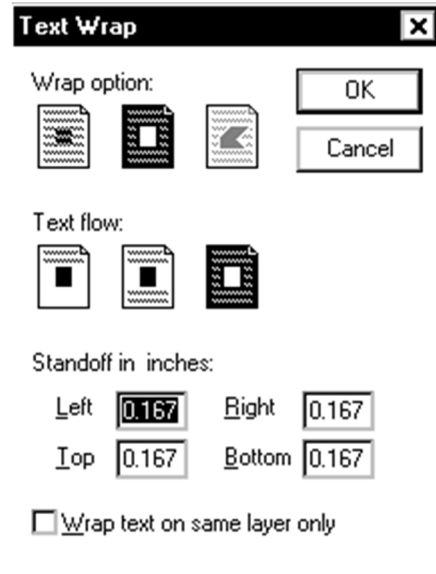 Text Wrap
Wrap option:
OK
Cancel
Text flow:
Standoff in inches:
Left 0.167 Right 0.167
Top 0.167 Bottom 0.167
Wrap text on same layer only